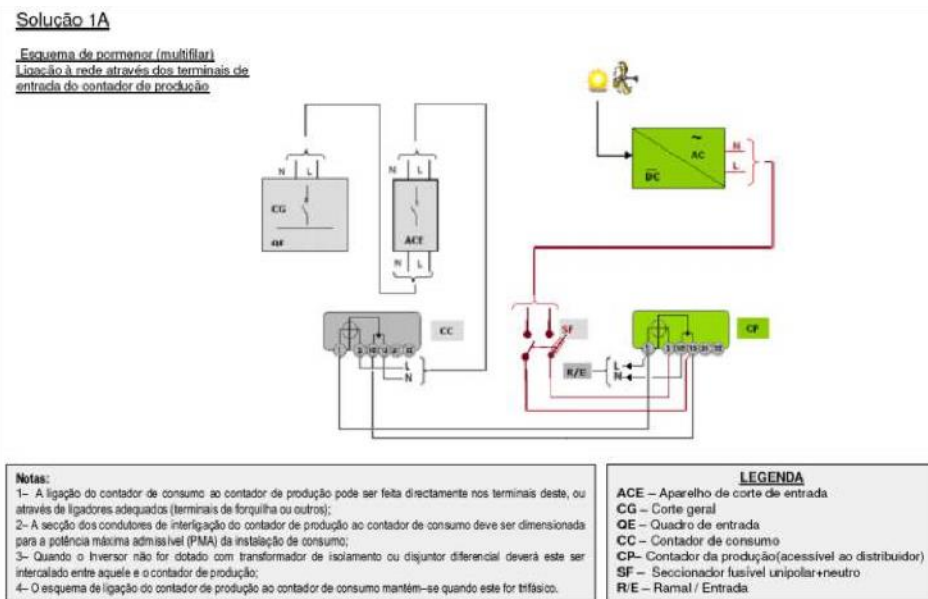 Solução 1A
Esquema de pormenor (multifilar)
Ligação à rede através dos terminais de
entrada do contador de produção
N L
N L
CG
QE
ACE
N L
~
AC
DC
N
L
CC
L
N
SF
R/E
L
N
CP
Notas:
1– A ligação do contador de consumo ao contador de produção pode ser feita directamente nos terminais deste, ou
através de ligadores adequados (terminais de forquilha ou outros);
2– A secção dos condutores de interligação do contador de produção ao contador de consumo deve ser dimensionada
para a potência máxima admissível (PMA) da instalação de consumo;
3– Quando o Inversor não for dotado com transformador de isolamento ou disjuntor diferencial deverá este ser
intercalado entre aquele e o contador de produção;
4– O esquema de ligação do contador de produção ao contador de consumo mantém–se quando este for trifásico.
LEGENDA
ACE – Aparelho de corte de entrada
CG – Corte geral
QE – Quadro de entrada
CC – Contador de consumo
CP– Contador da produção(acessível ao distribuidor)
SF – Seccionador fusível unipolar+neutro
R/E – Ramal / Entrada